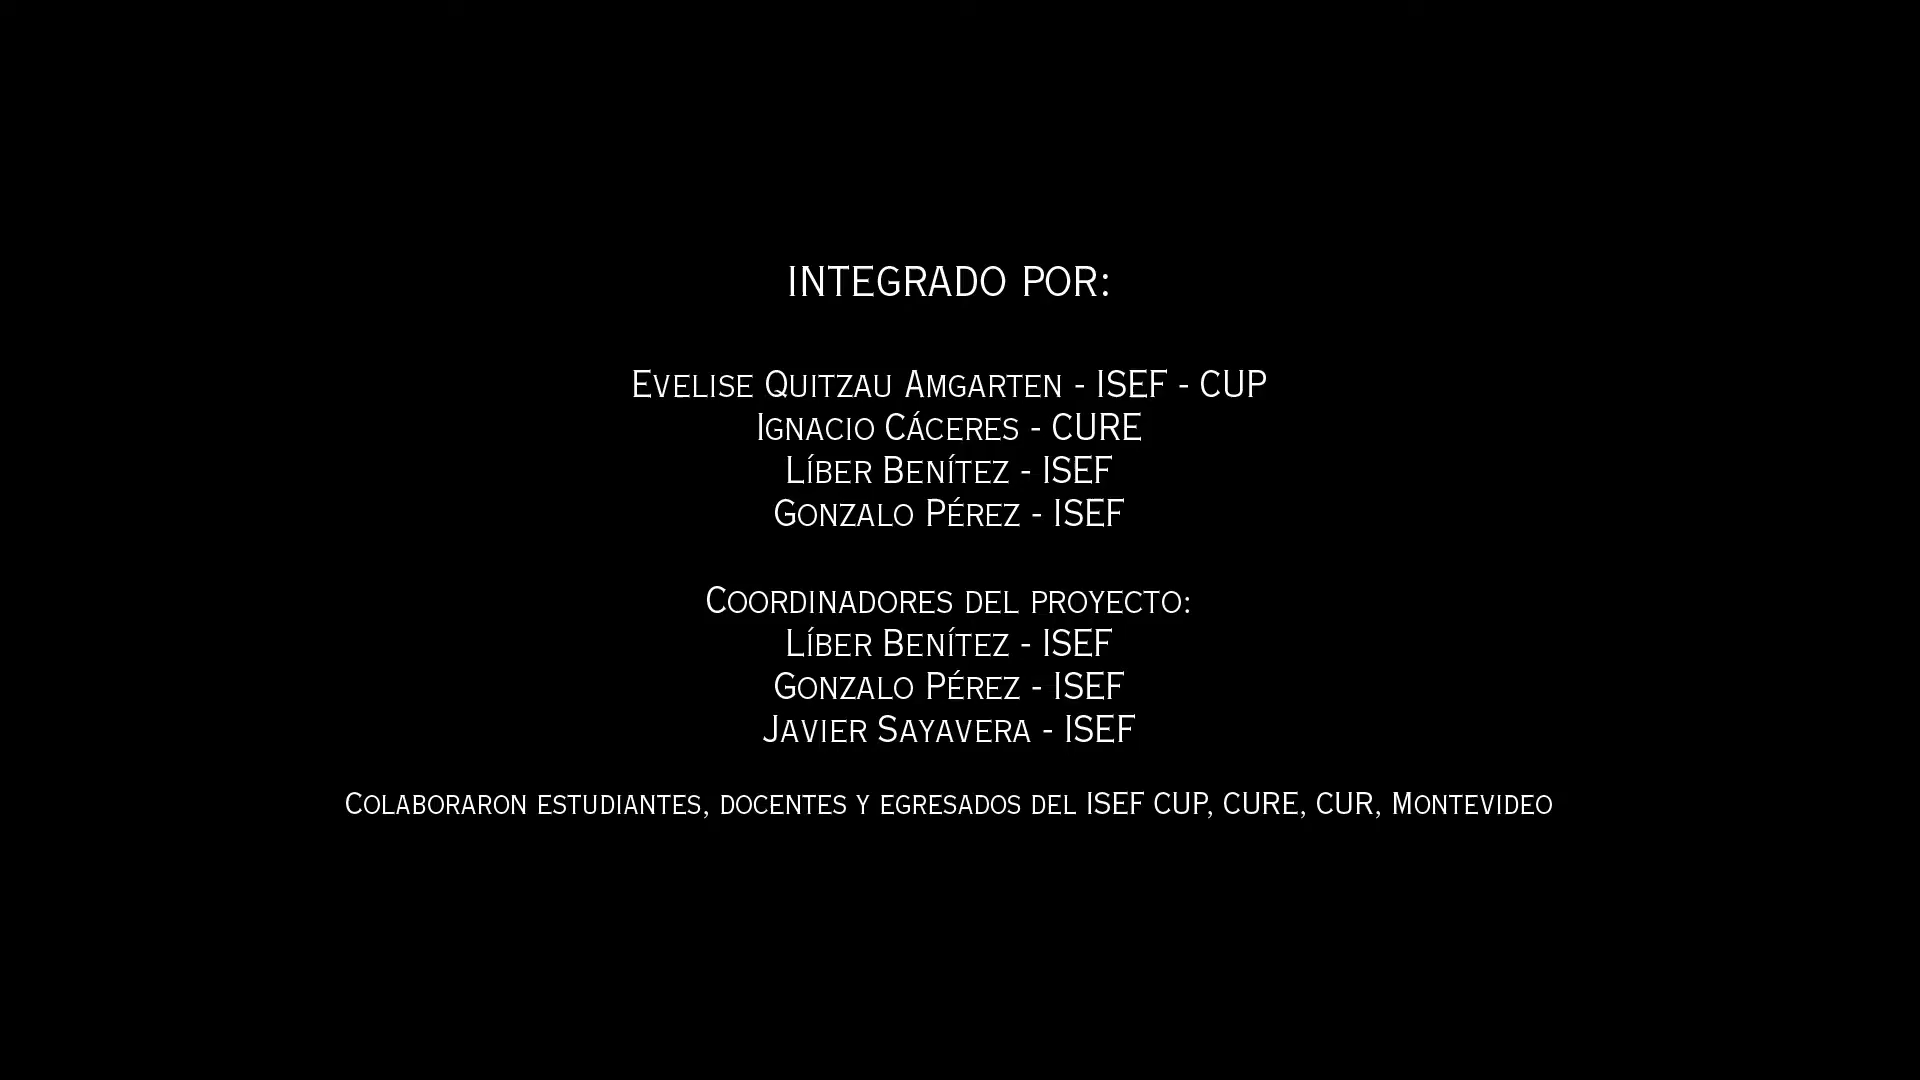 INTEGRADO POR:
Evelise Quitzau Amgarten - ISEF - CUP
Ignacio Cáceres - CURE
Líber Benítez - ISEF
Gonzalo Pérez - ISEF
Coordinadores del proyecto:
Líber Benítez - ISEF
Gonzalo Pérez - ISEF
Javier Sayavera - ISEF
Colaboraron estudiantes, docentes y egresados del ISEF CUP, CURE, CUR, Montevideo